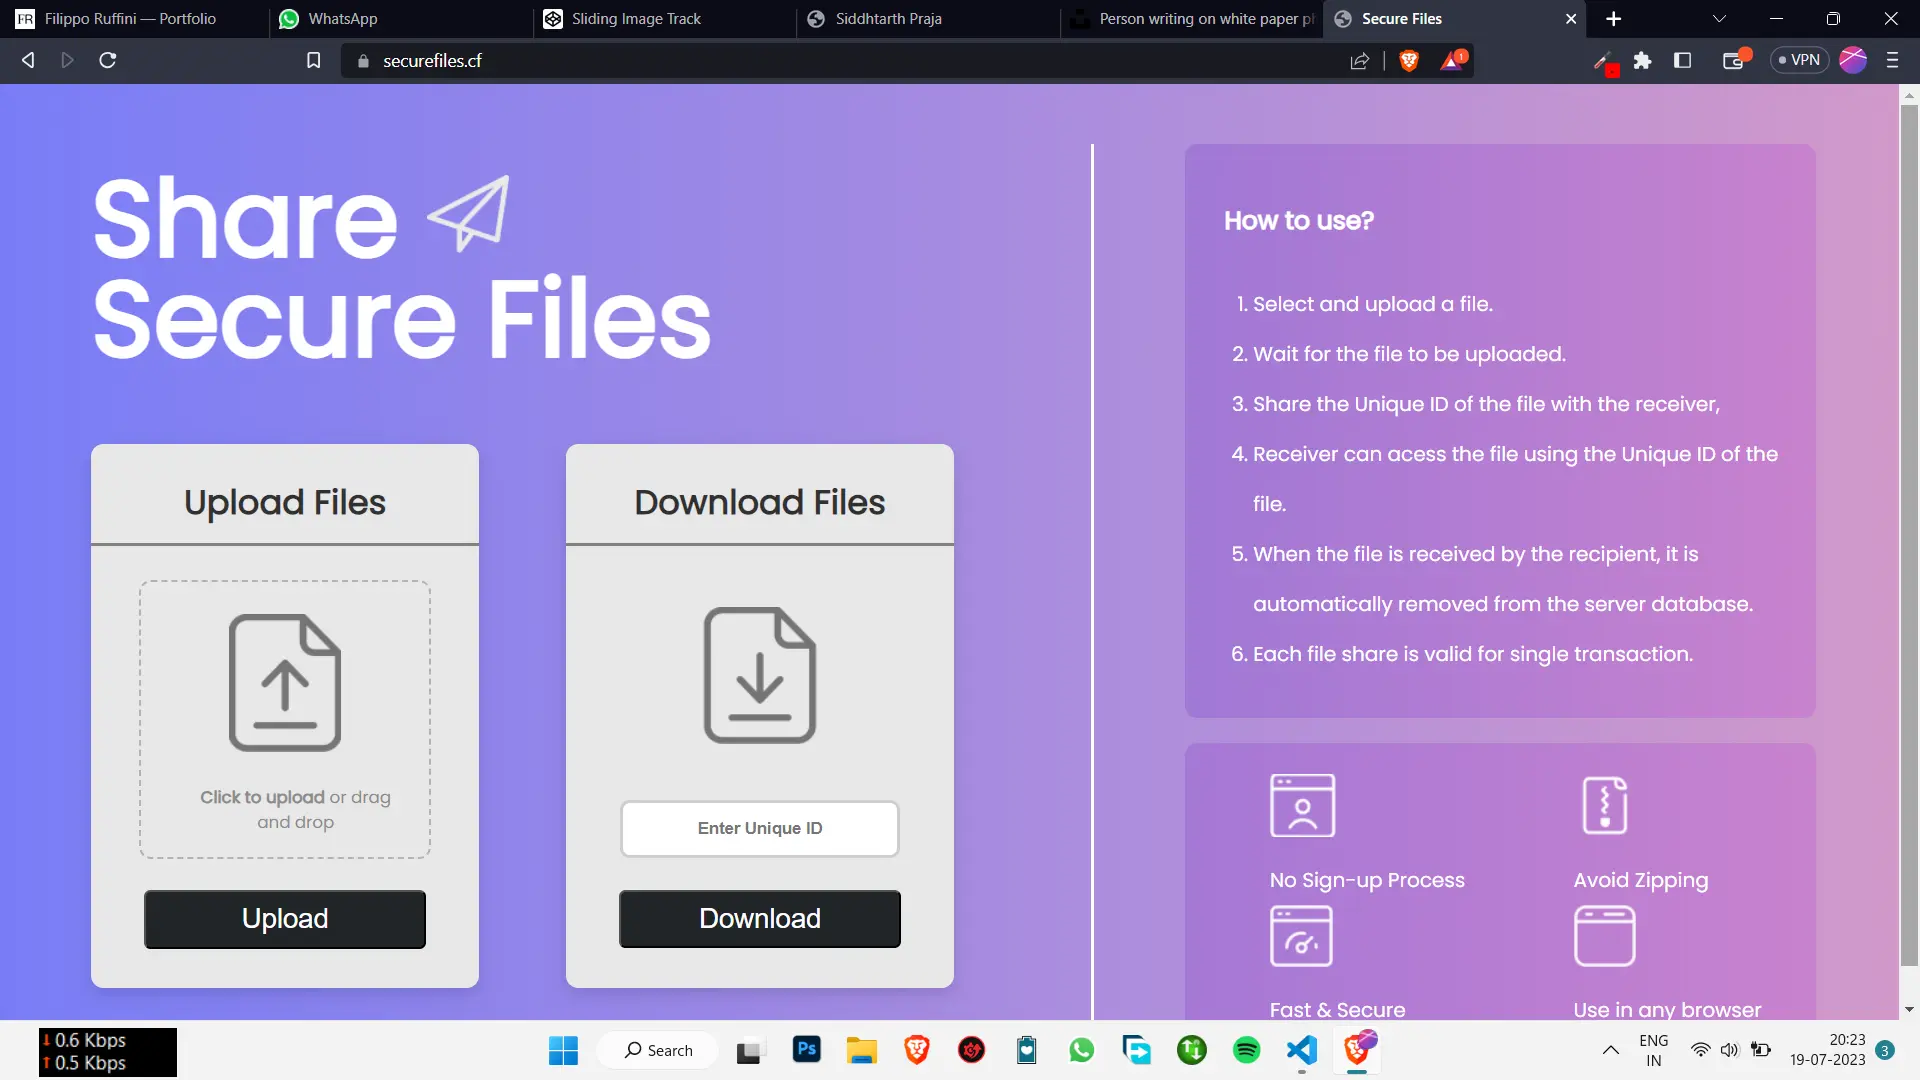 FR Filippo Ruffini — Portfolio
WhatsApp
Sliding Image Track
Siddhtarth Praja
Person writing on white paper
Secure Files
securefiles.cf
1
VPN
Share
Secure Files
Upload Files
Click to upload or drag
and drop
Upload
Download Files
Enter Unique ID
Download
How to use?
1. Select and upload a file.
2. Wait for the file to be uploaded.
3. Share the Unique ID of the file with the receiver,
4. Receiver can acess the file using the Unique ID of the
file.
5. When the file is received by the recipient, it is
automatically removed from the server database.
6. Each file share is valid for single transaction.
No Sign-up Process
Avoid Zipping
Fast & Secure
Use in any browser
0.6 Kbps
0.5 Kbps
Search
Ps
ENG
IN
20:23
19-07-2023
3